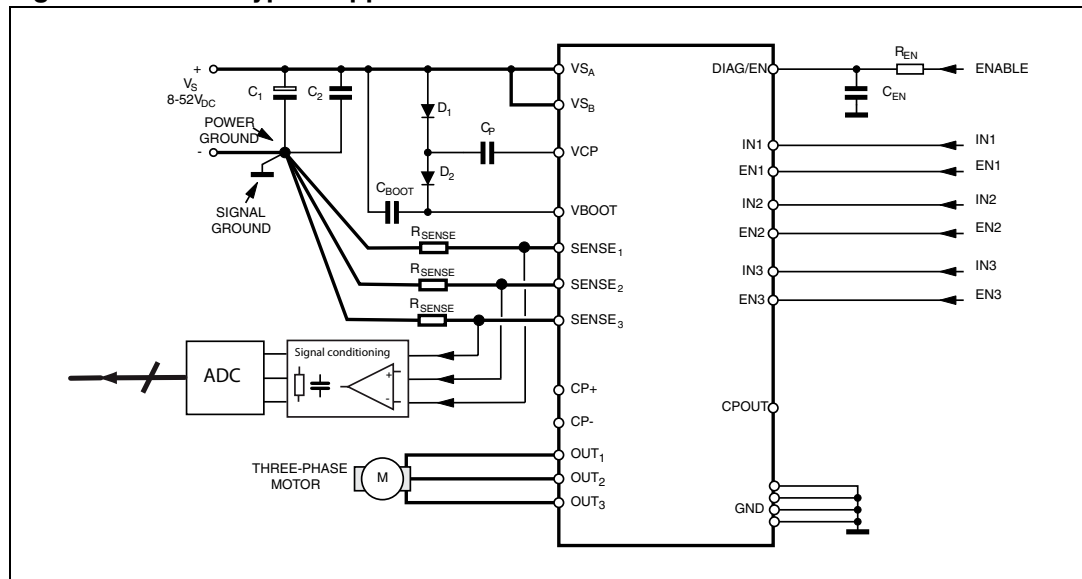 +
VS
8-52VDC
-
C1
C2
POWER
GROUND
SIGNAL
GROUND
D1
D2
CP
CBOOT
RSENSE
RSENSE
RSENSE
VSA
VSB
VCP
VBOOT
SENSE1
SENSE2
SENSE3
CP+
CP-
OUT1
OUT2
OUT3
ADC
Signal conditioning
+
-
THREE-PHASE
MOTOR
M
DIAG/EN
IN1
EN1
IN2
EN2
IN3
EN3
CPOUT
GND
REN
CEN
ENABLE
IN1
EN1
IN2
EN2
IN3
EN3